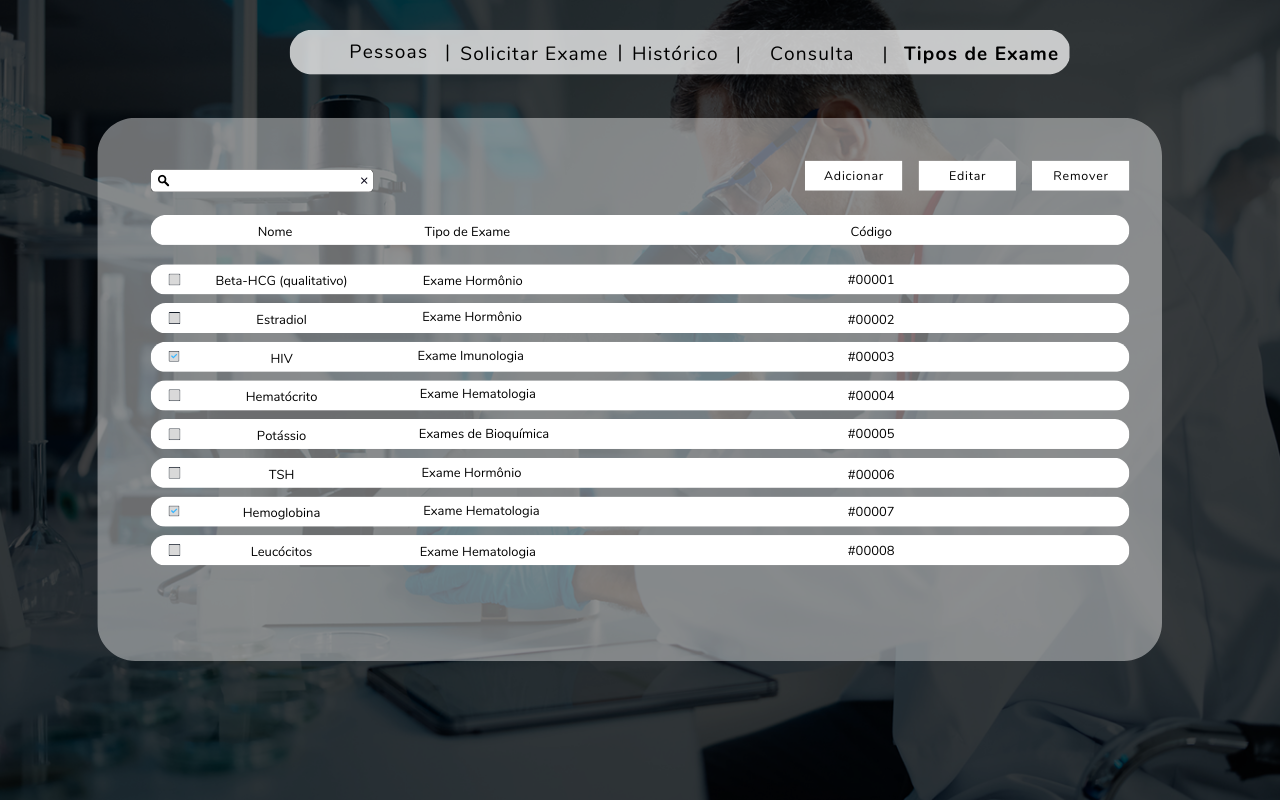 Pessoas | Solicitar Exame | Histórico | Consulta | Tipos de Exame
× Adicionar Editar Remover
Nome Tipo de Exame Código
Beta-HCG (qualitativo) Exame Hormônio #00001
Estradiol Exame Hormônio #00002
HIV Exame Imunologia #00003
Hematócrito Exame Hematologia #00004
Potássio Exames de Bioquímica #00005
TSH Exame Hormônio #00006
Hemoglobina Exame Hematologia #00007
Leucócitos Exame Hematologia #00008